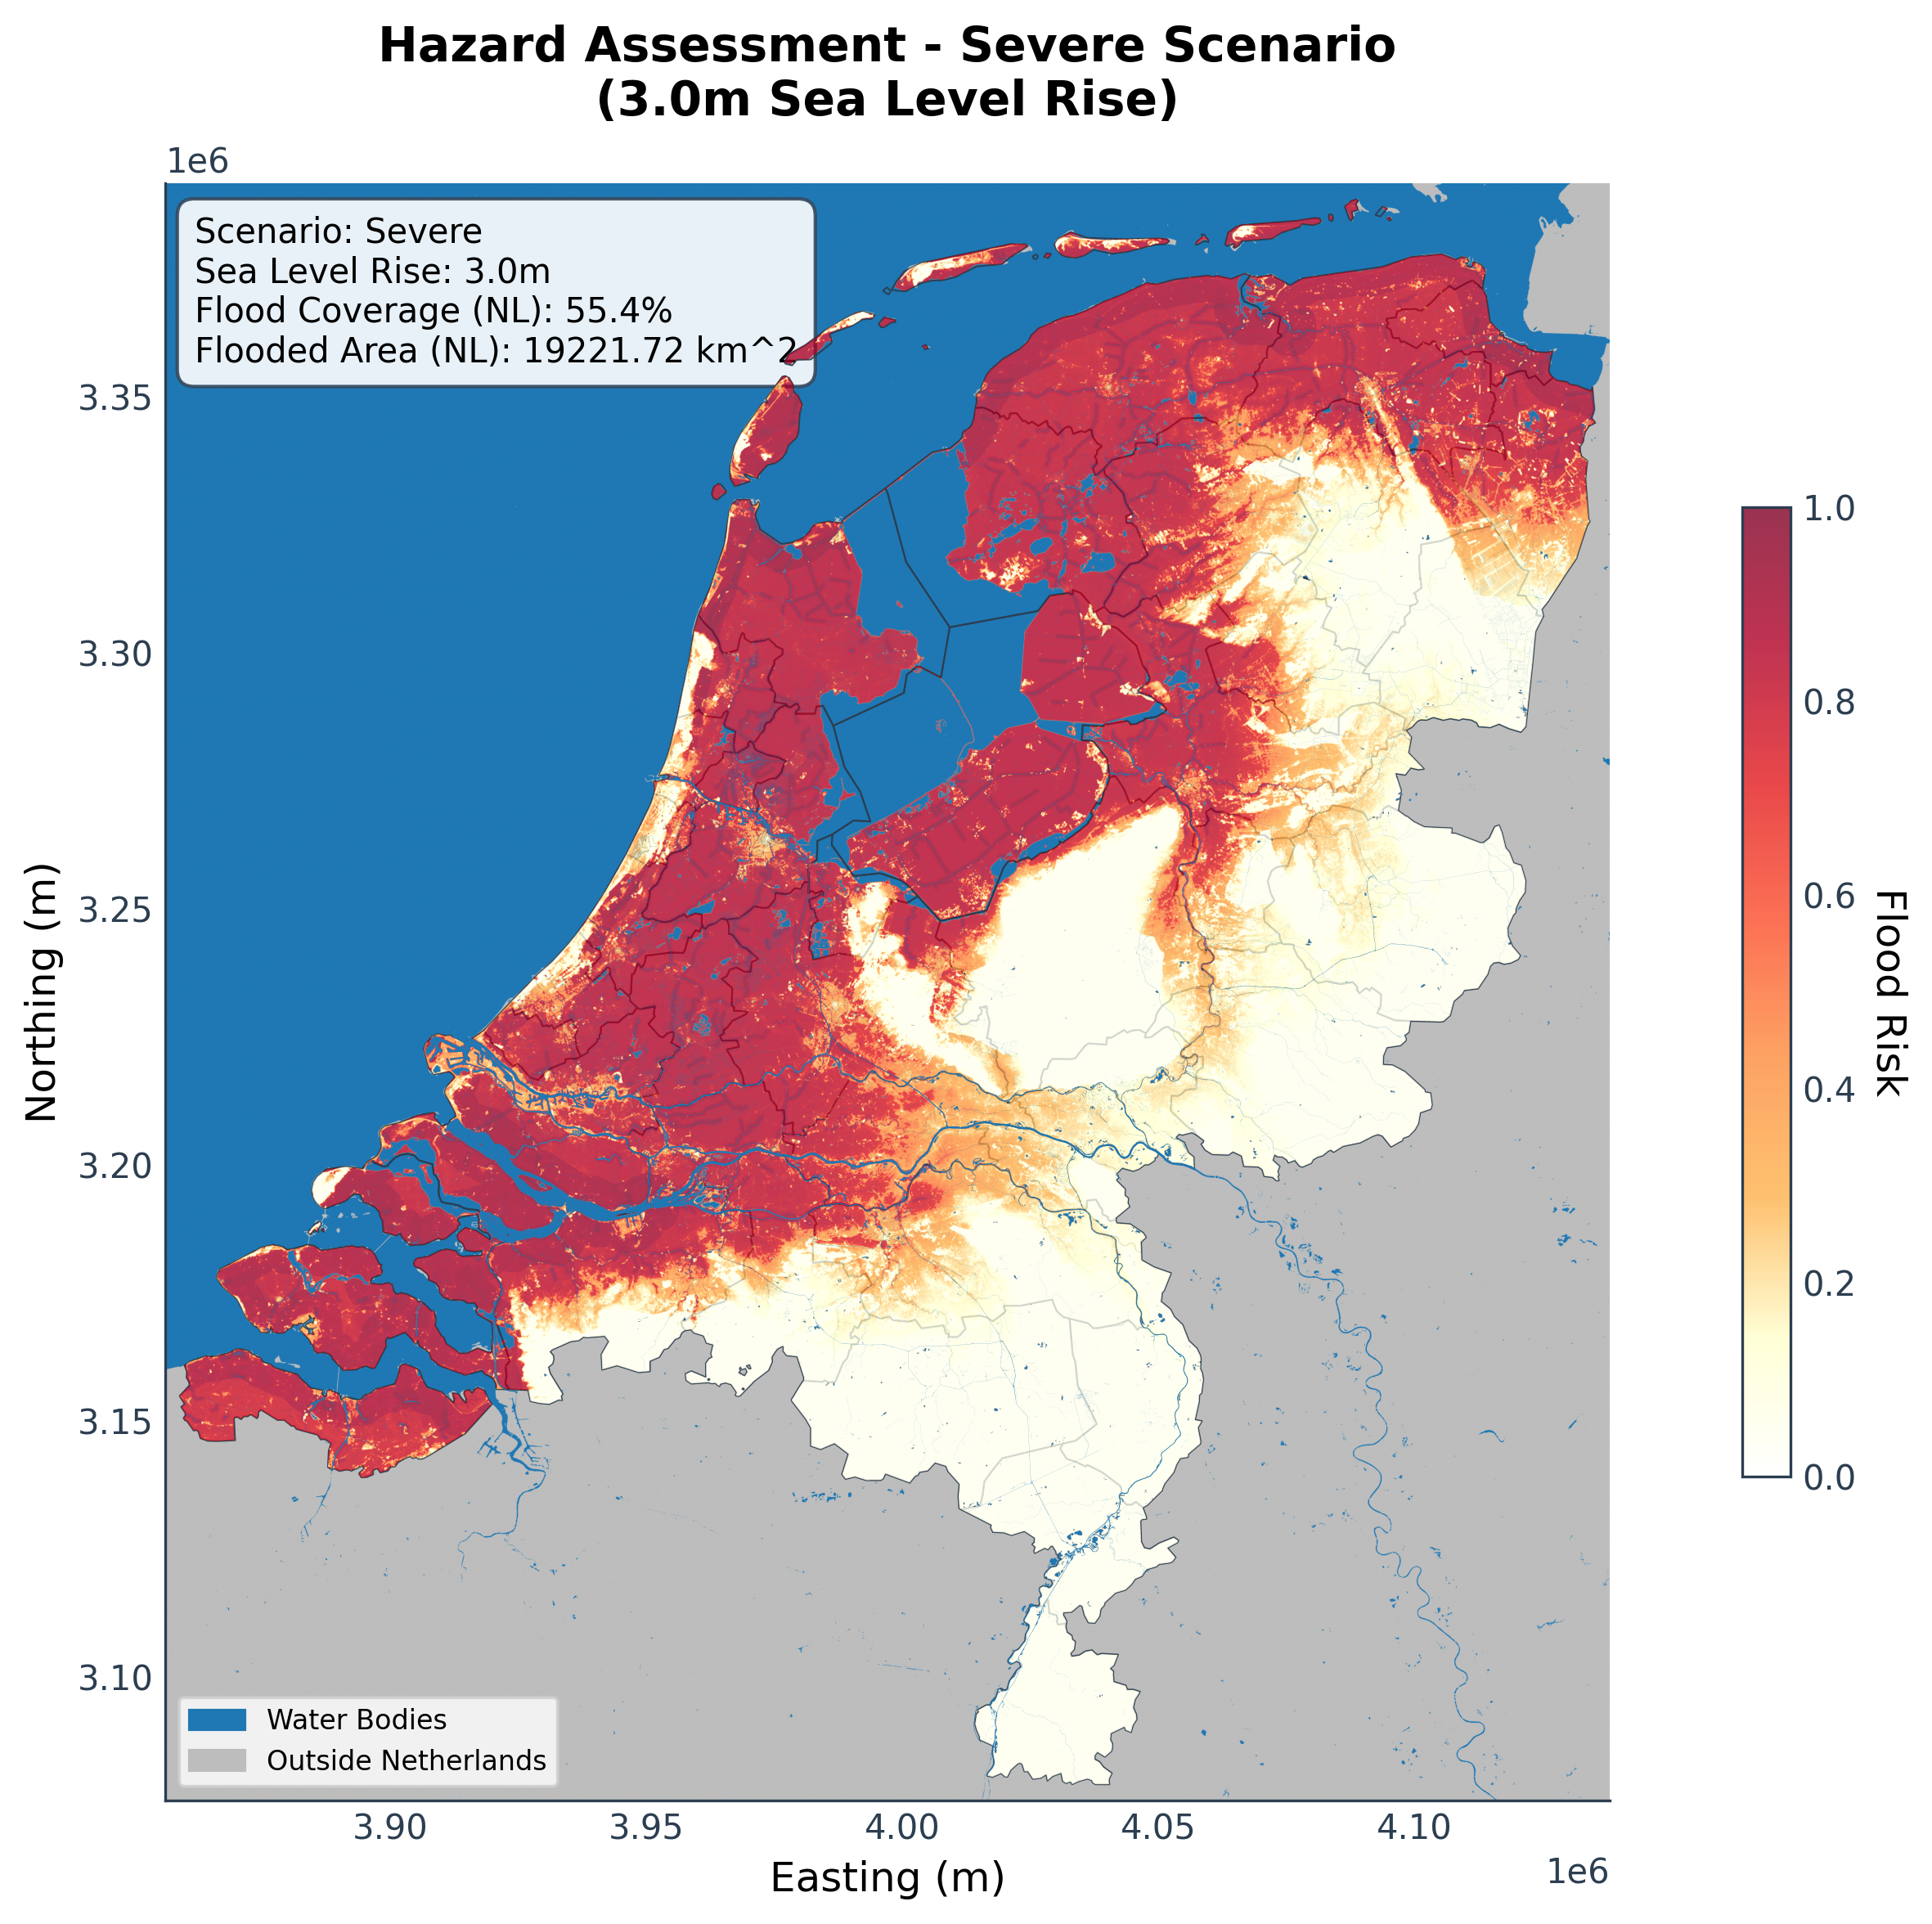 Hazard Assessment - Severe Scenario
(3.0m Sea Level Rise)
1e6
Scenario: Severe
Sea Level Rise: 3.0m
Flood Coverage (NL): 55.4%
Flooded Area (NL): 19221.72 km^2
3.35
3.30
3.25
3.20
3.15
3.10
Northing (m)
Water Bodies
Outside Netherlands
3.90
3.95
4.00
4.05
4.10
1e6
Easting (m)
1.0
0.8
0.6
0.4
0.2
0.0
Flood Risk